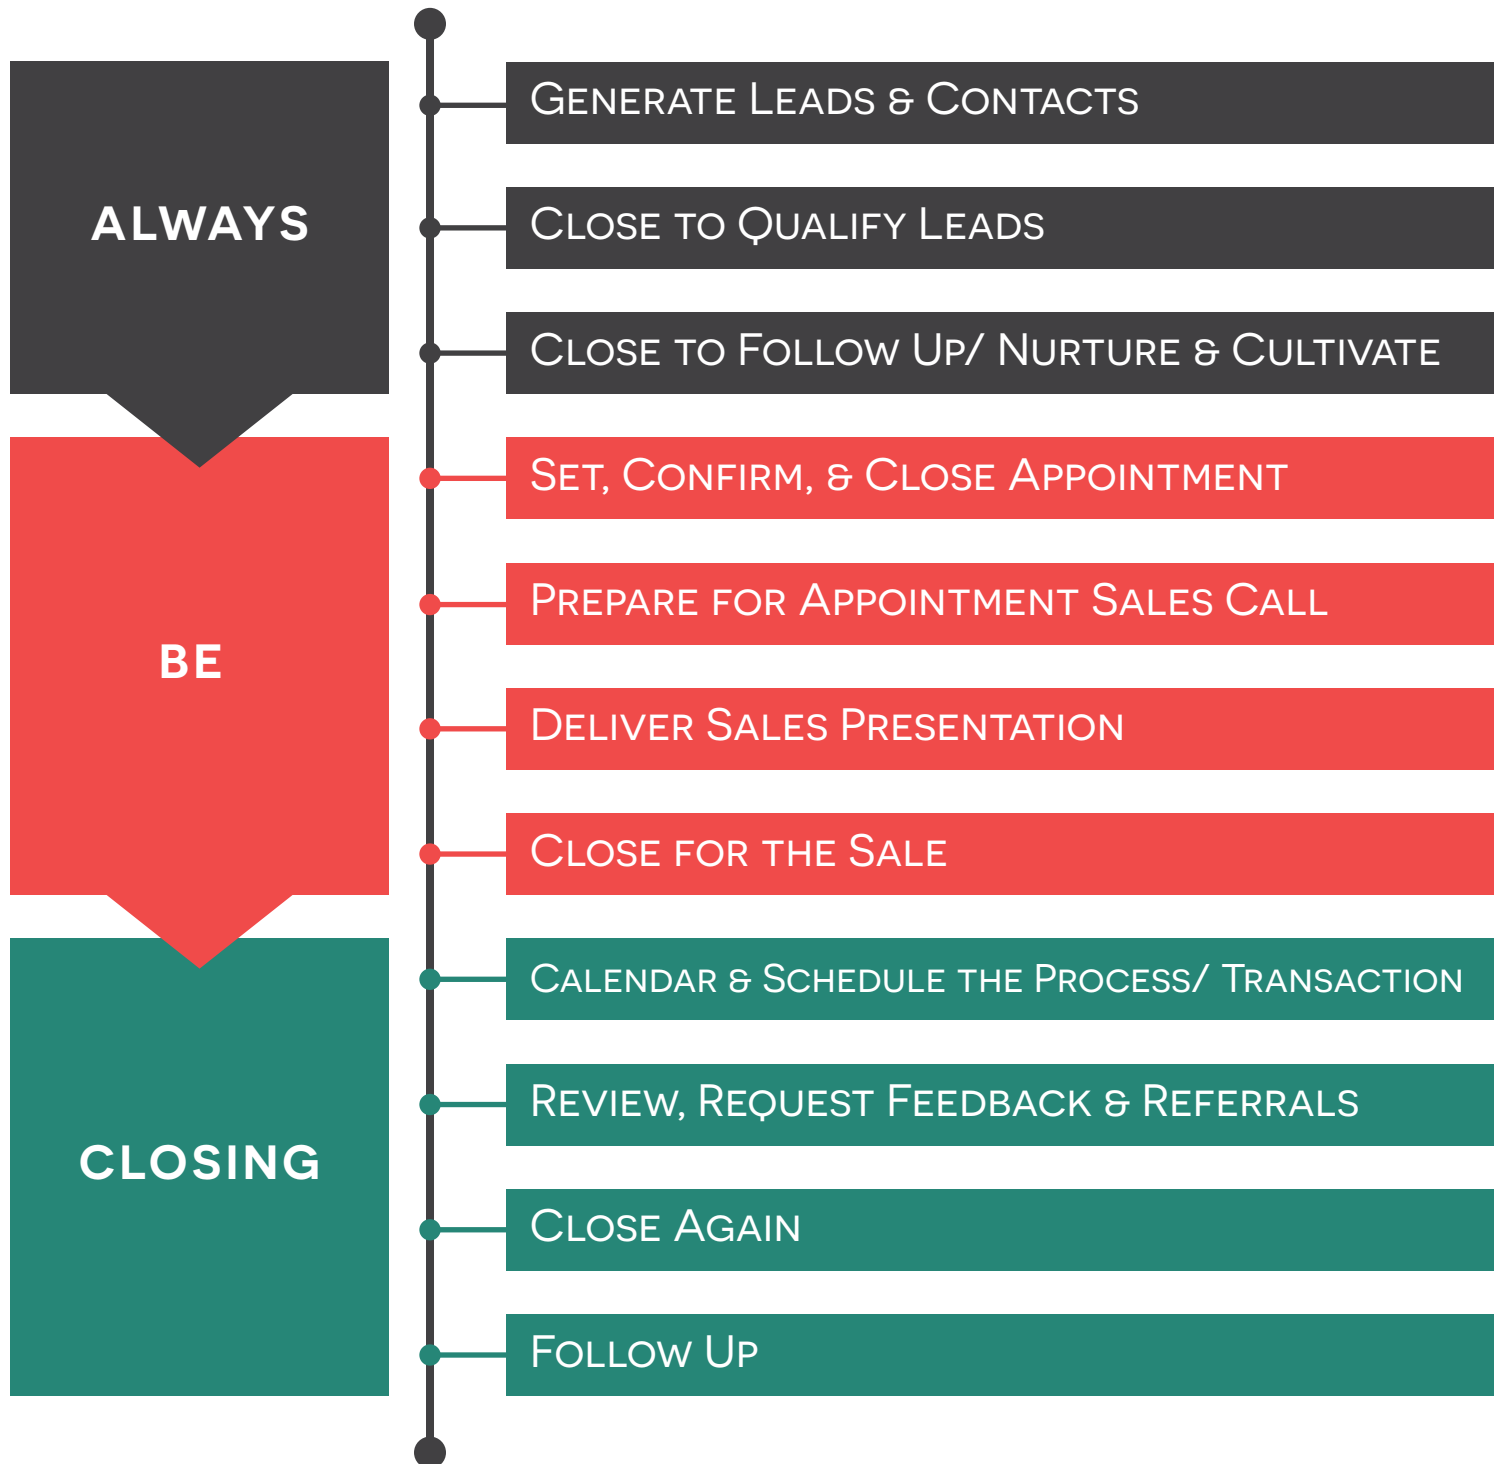 ALWAYS
Generate Leads & Contacts
Close to Qualify Leads
Close to Follow Up/ Nurture & Cultivate
BE
Set, Confirm, & Close Appointment
Prepare for Appointment Sales Call
Deliver Sales Presentation
Close for the Sale
CLOSING
Calendar & Schedule the Process/ Transaction
Review, Request Feedback & Referrals
Close Again
Follow Up